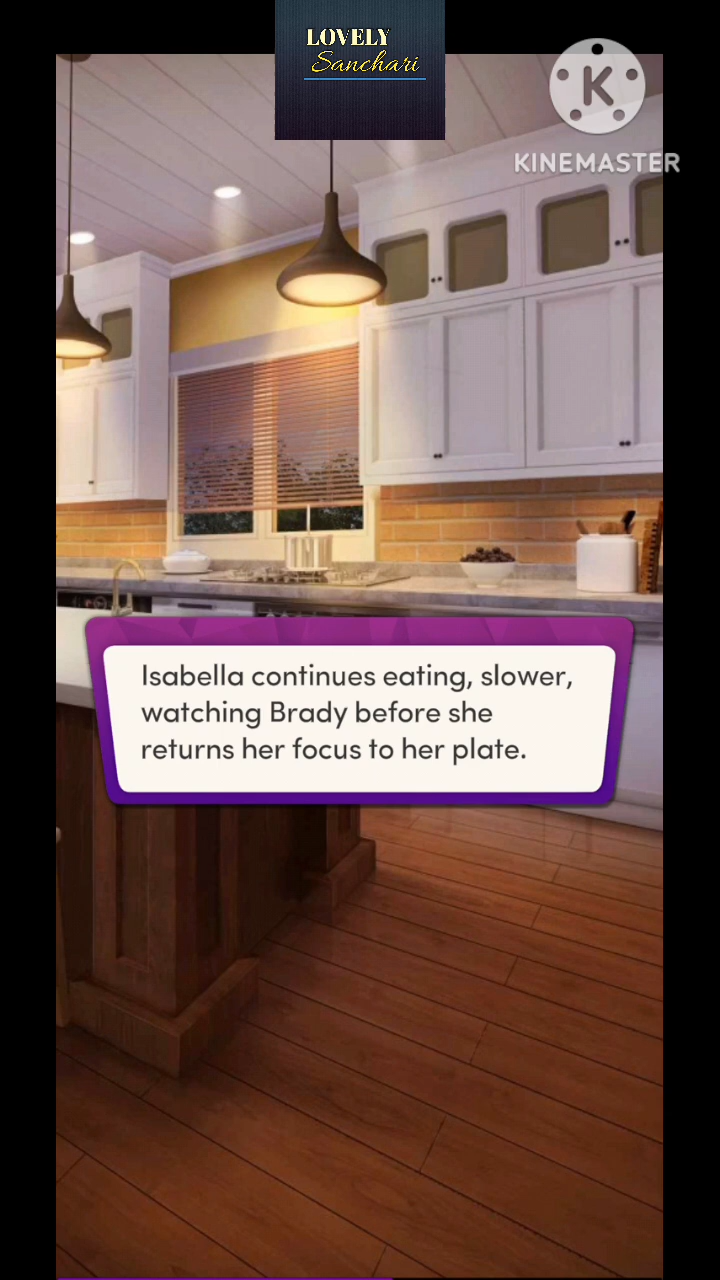 LOVELY
Sanchari
K
KINEMASTER
Isabella continues eating, slower,
watching Brady before she
returns her focus to her plate.